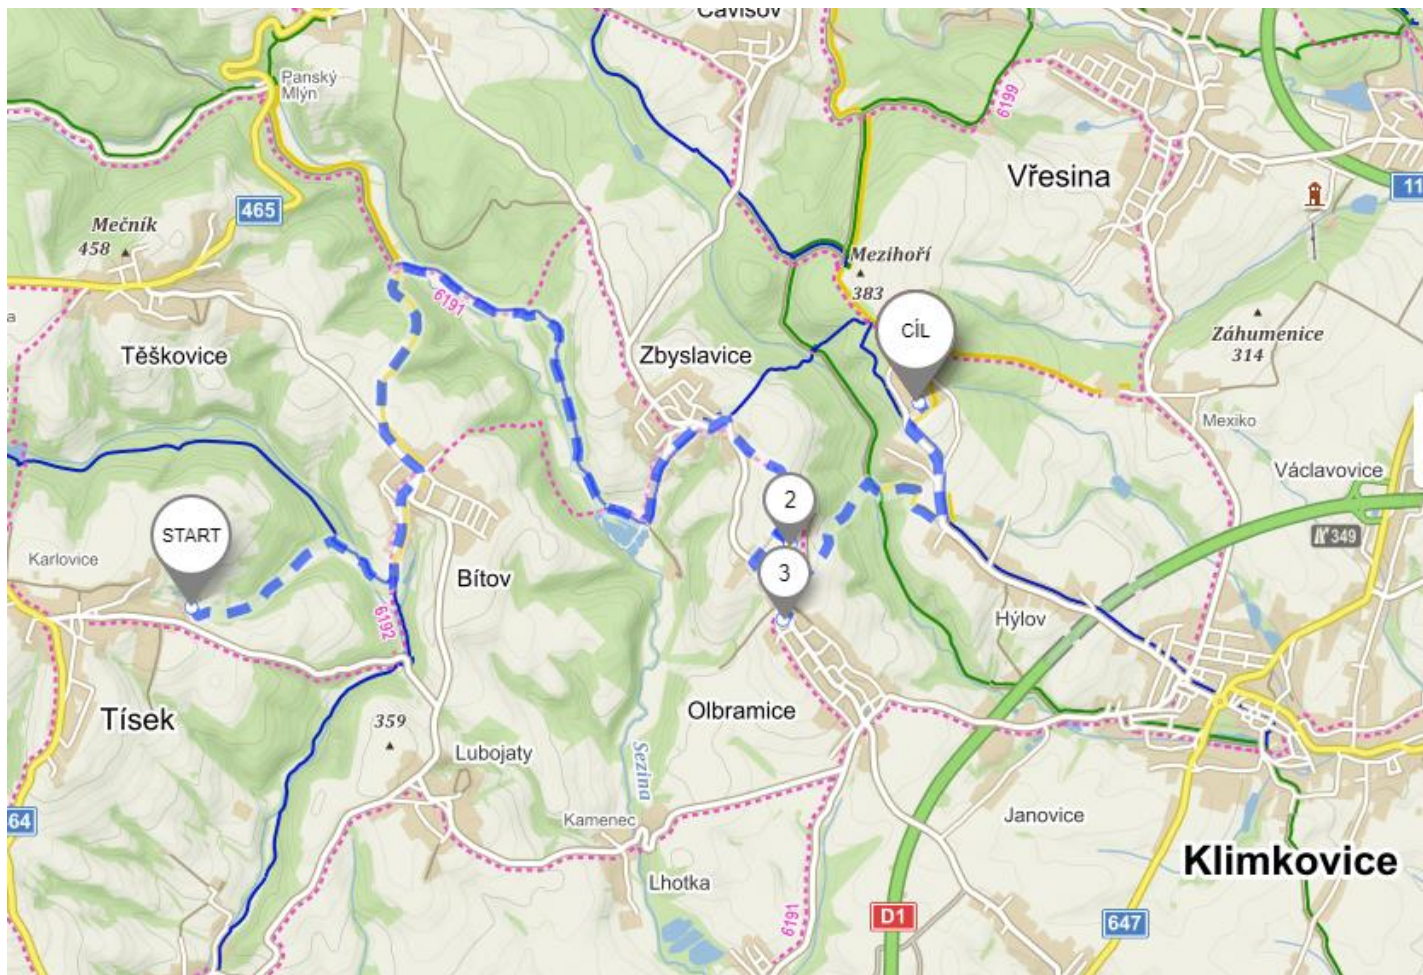 Čavisov
Panský
Mlýn
6199
Vřesina
11
465
Mečník
458
Mezihoří
383
6191
CÍL
Záhumenice
314
a
Těškovice
Zbyslavice
Mexiko
Václavovice
2
START
349
Karlovice
3
Bítov
6192
Hýlov
Tísek
359
Olbramice
Lubojaty
Sezina
64
Kamenec
Janovice
Klimkovice
Lhotka
6191
D1
647